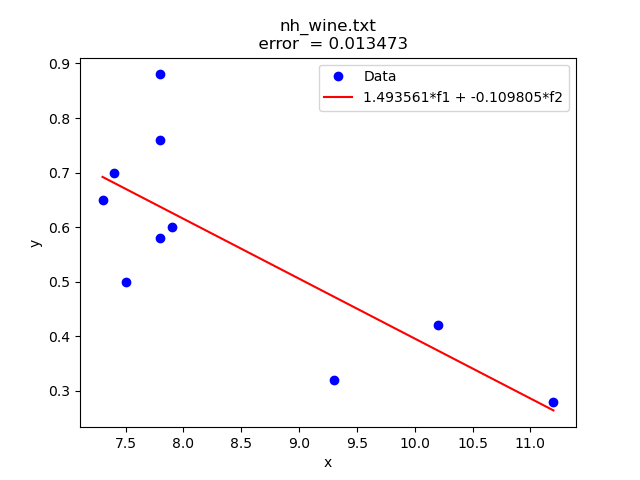 nh_wine.txt
error = 0.013473
Data
1.493561*f1 + -0.109805*f2
0.9
0.8
0.7
0.6
0.5
0.4
0.3
y
7.5 8.0 8.5 9.0 9.5 10.0 10.5 11.0
x